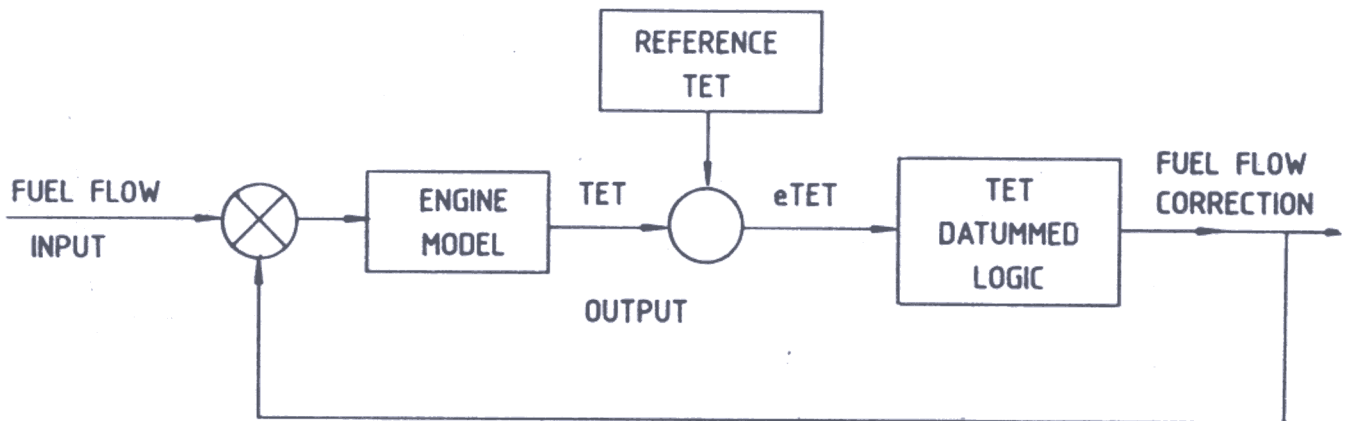 REFERENCE
TET
FUEL FLOW
INPUT
ENGINE
MODEL
TET
OUTPUT
eTET
TET
DATUMMED
LOGIC
FUEL FLOW
CORRECTION